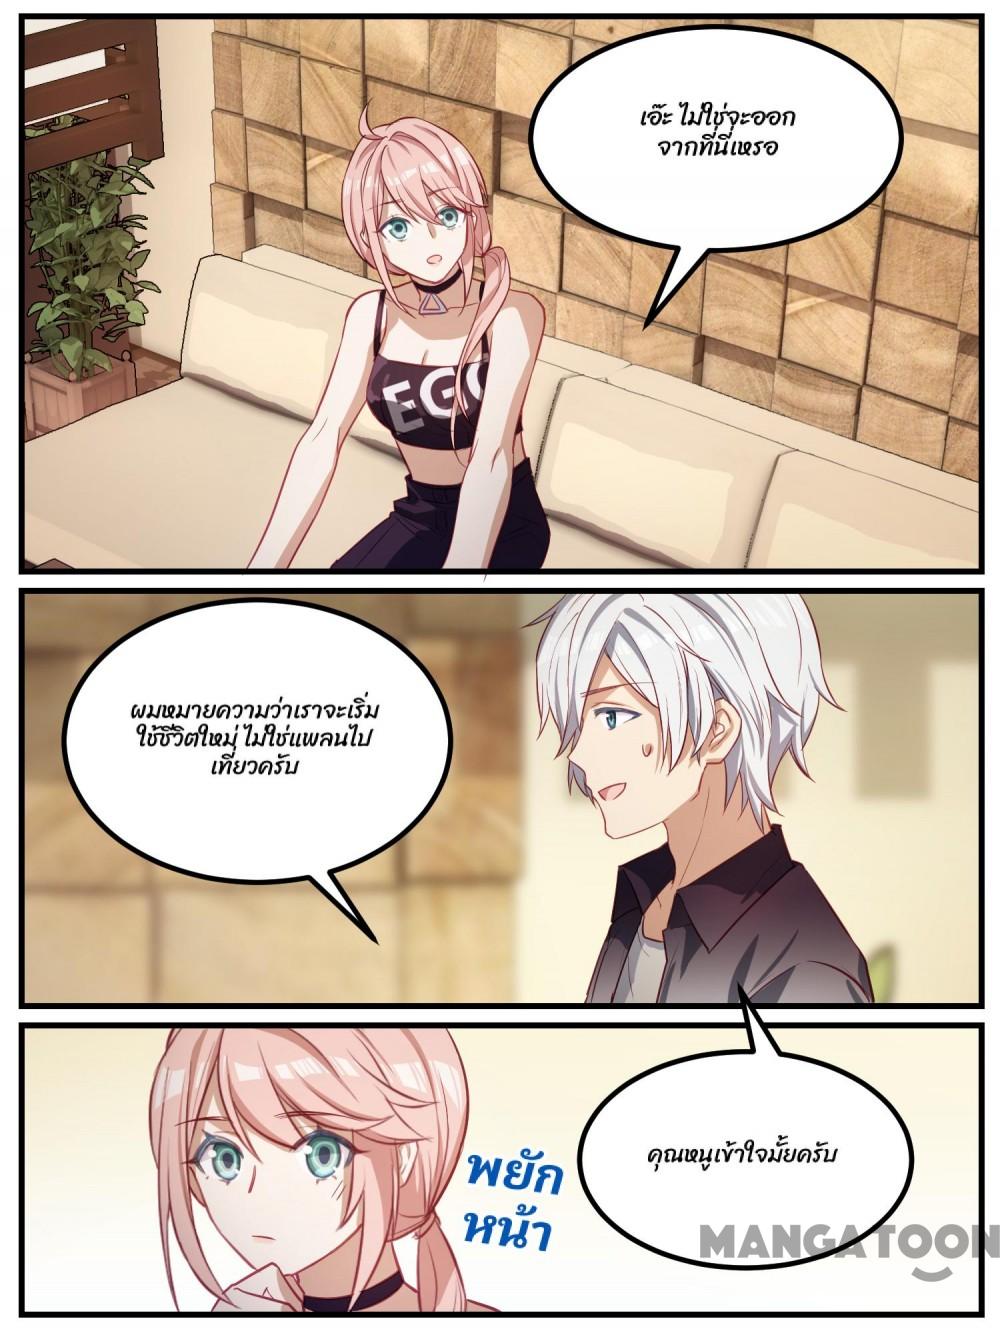 เอ๊ะ ไม่ใช่จะออก
จากที่นี่เหรอ
EGO
ผมหมายความว่าเราจะเริ่ม
ใช้ชีวิตใหม่ ไม่ใช่แพลนไป
เที่ยวครับ
คุณหนูเข้าใจมั้ยครับ
พยัก
หน้า
MANGATOON